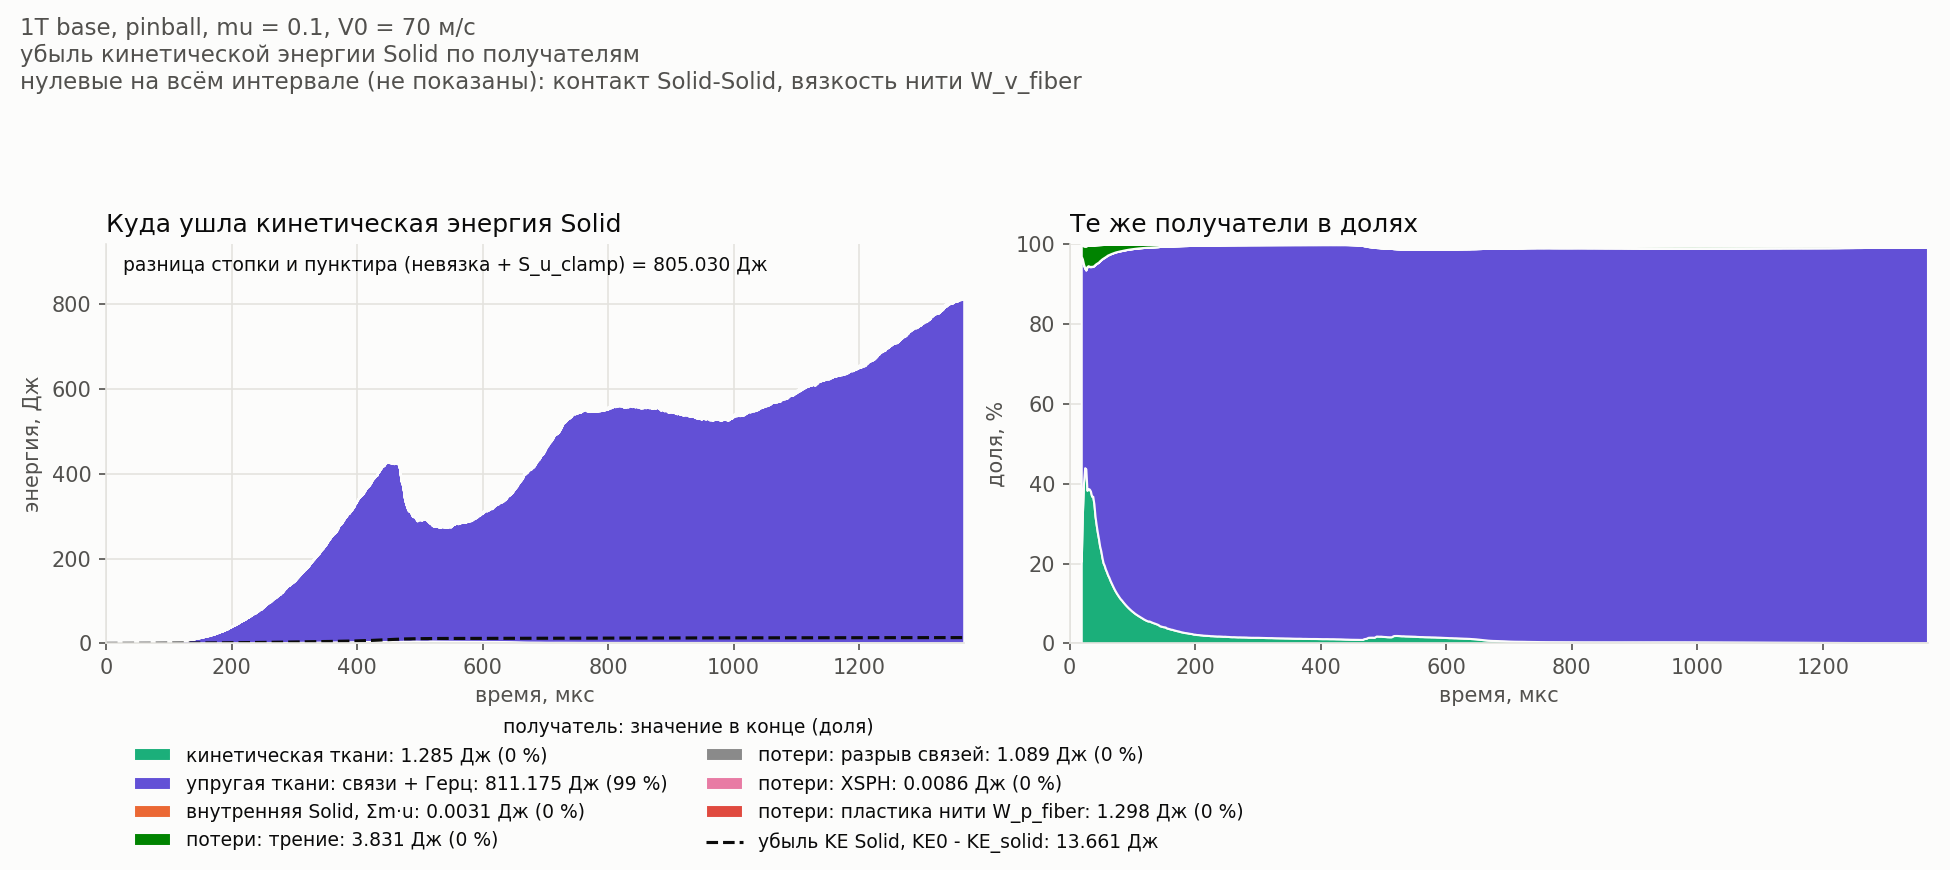 1T base, pinball, mu = 0.1, V0 = 70 м/с
убыль кинетической энергии Solid по получателям
нулевые на всём интервале (не показаны): контакт Solid-Solid, вязкость нити W_v_fiber
Куда ушла кинетическая энергия Solid
разница стопки и пунктира (невязка + S_u_clamp) = 805.030 Дж
энергия, Дж
800
600
400
200
0
0 200 400 600 800 1000 1200
время, мкс
Те же получатели в долях
доля, %
100
80
60
40
20
0
0 200 400 600 800 1000 1200
время, мкс
получатель: значение в конце (доля)
кинетическая ткани: 1.285 Дж (0 %)
упругая ткани: связи + Герц: 811.175 Дж (99 %)
внутренняя Solid, Σm·u: 0.0031 Дж (0 %)
потери: трение: 3.831 Дж (0 %)
потери: разрыв связей: 1.089 Дж (0 %)
потери: XSPH: 0.0086 Дж (0 %)
потери: пластика нити W_p_fiber: 1.298 Дж (0 %)
убыль KE Solid, KE0 - KE_solid: 13.661 Дж